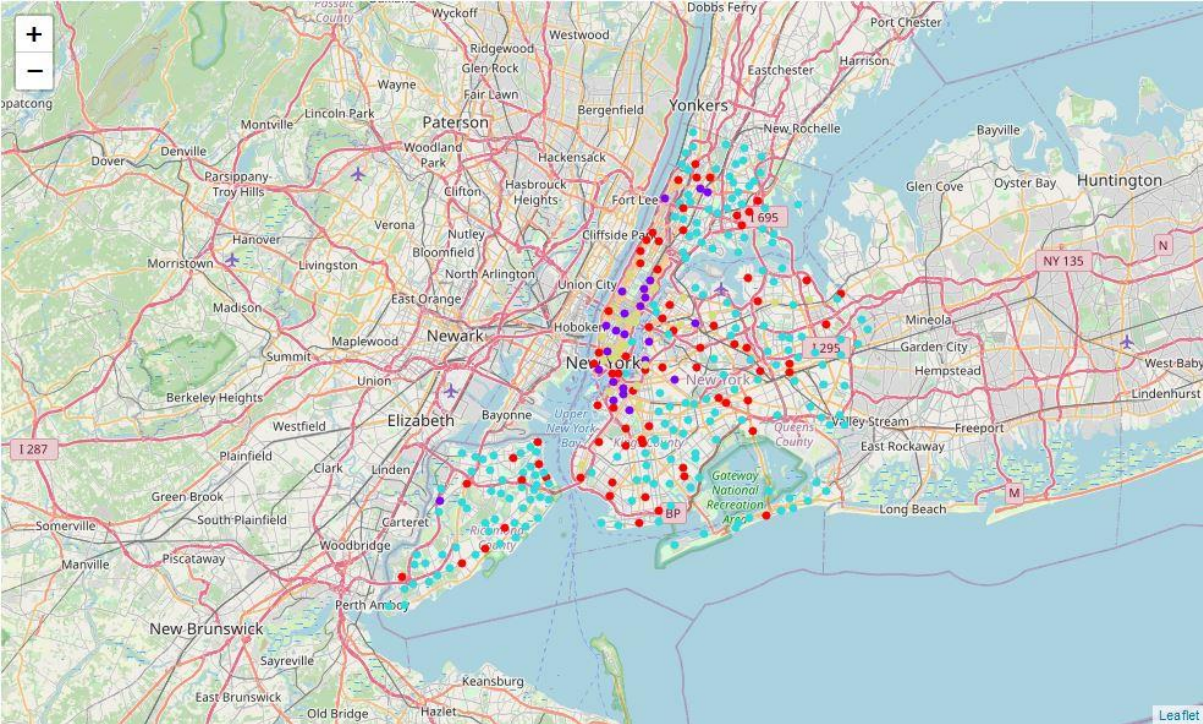 +
−
Passaic
County
Wyckoff
Dobbs Ferry
Port Chester
Westwood
Ridgewood
Harrison
Glen Rock
Eastchester
Wayne
Fair Lawn
opatcong
Bergenfield
Yonkers
Lincoln Park
Paterson
Montville
New Rochelle
Bayville
Woodland
Park
Denville
Hackensack
Dover
Parsippany-
Troy Hills
Huntington
Hasbrouck
Heights
Oyster Bay
Clifton
Glen Cove
Fort Lee
Verona
I 695
Nutley
Cliffside Park
Hanover
Bloomfield
N
Livingston
NY 135
Morristown
North Arlington
Union City
East Orange
Madison
Mineola
Hoboken
Newark
Maplewood
I 295
Garden City
Summit
New York
West Baby
Hempstead
Union
New York
Berkeley Heights
Lindenhurst
Bayonne
Upper
New York
Bay
Elizabeth
Valley Stream
Westfield
Queens
County
Freeport
Kings County
East Rockaway
I 287
Plainfield
Clark
Linden
Gateway
National
Recreation
Area
M
Green Brook
Long Beach
South Plainfield
Carteret
BP
Somerville
Richmond
County
Woodbridge
Piscataway
Manville
Perth Amboy
New Brunswick
Sayreville
Keansburg
East Brunswick
Old Bridge
Hazlet
Leaflet